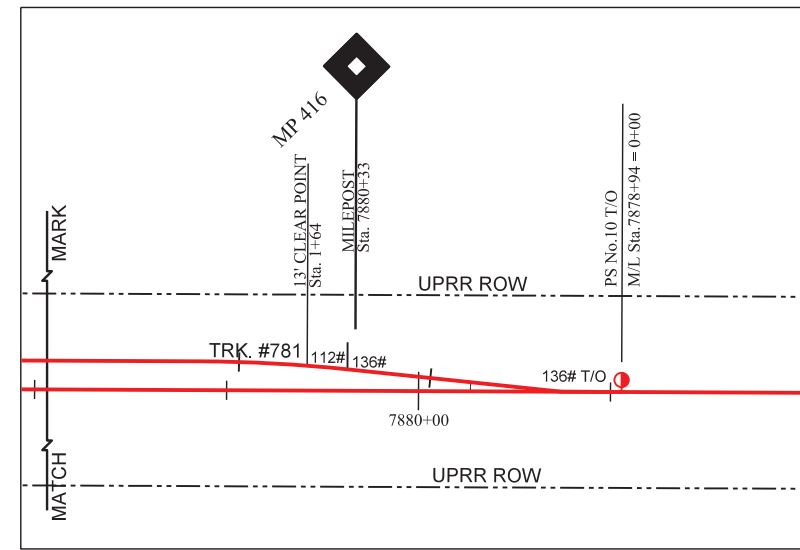 MP 416
13' CLEAR POINT
Sta. 1+64
MILEPOST
Sta. 7880+33
PS No.10 T/O
M/L Sta.7878+94 = 0+00
MARK
UPRR ROW
TRK. #781
112#
136#
136# T/O
7880+00
MATCH
UPRR ROW